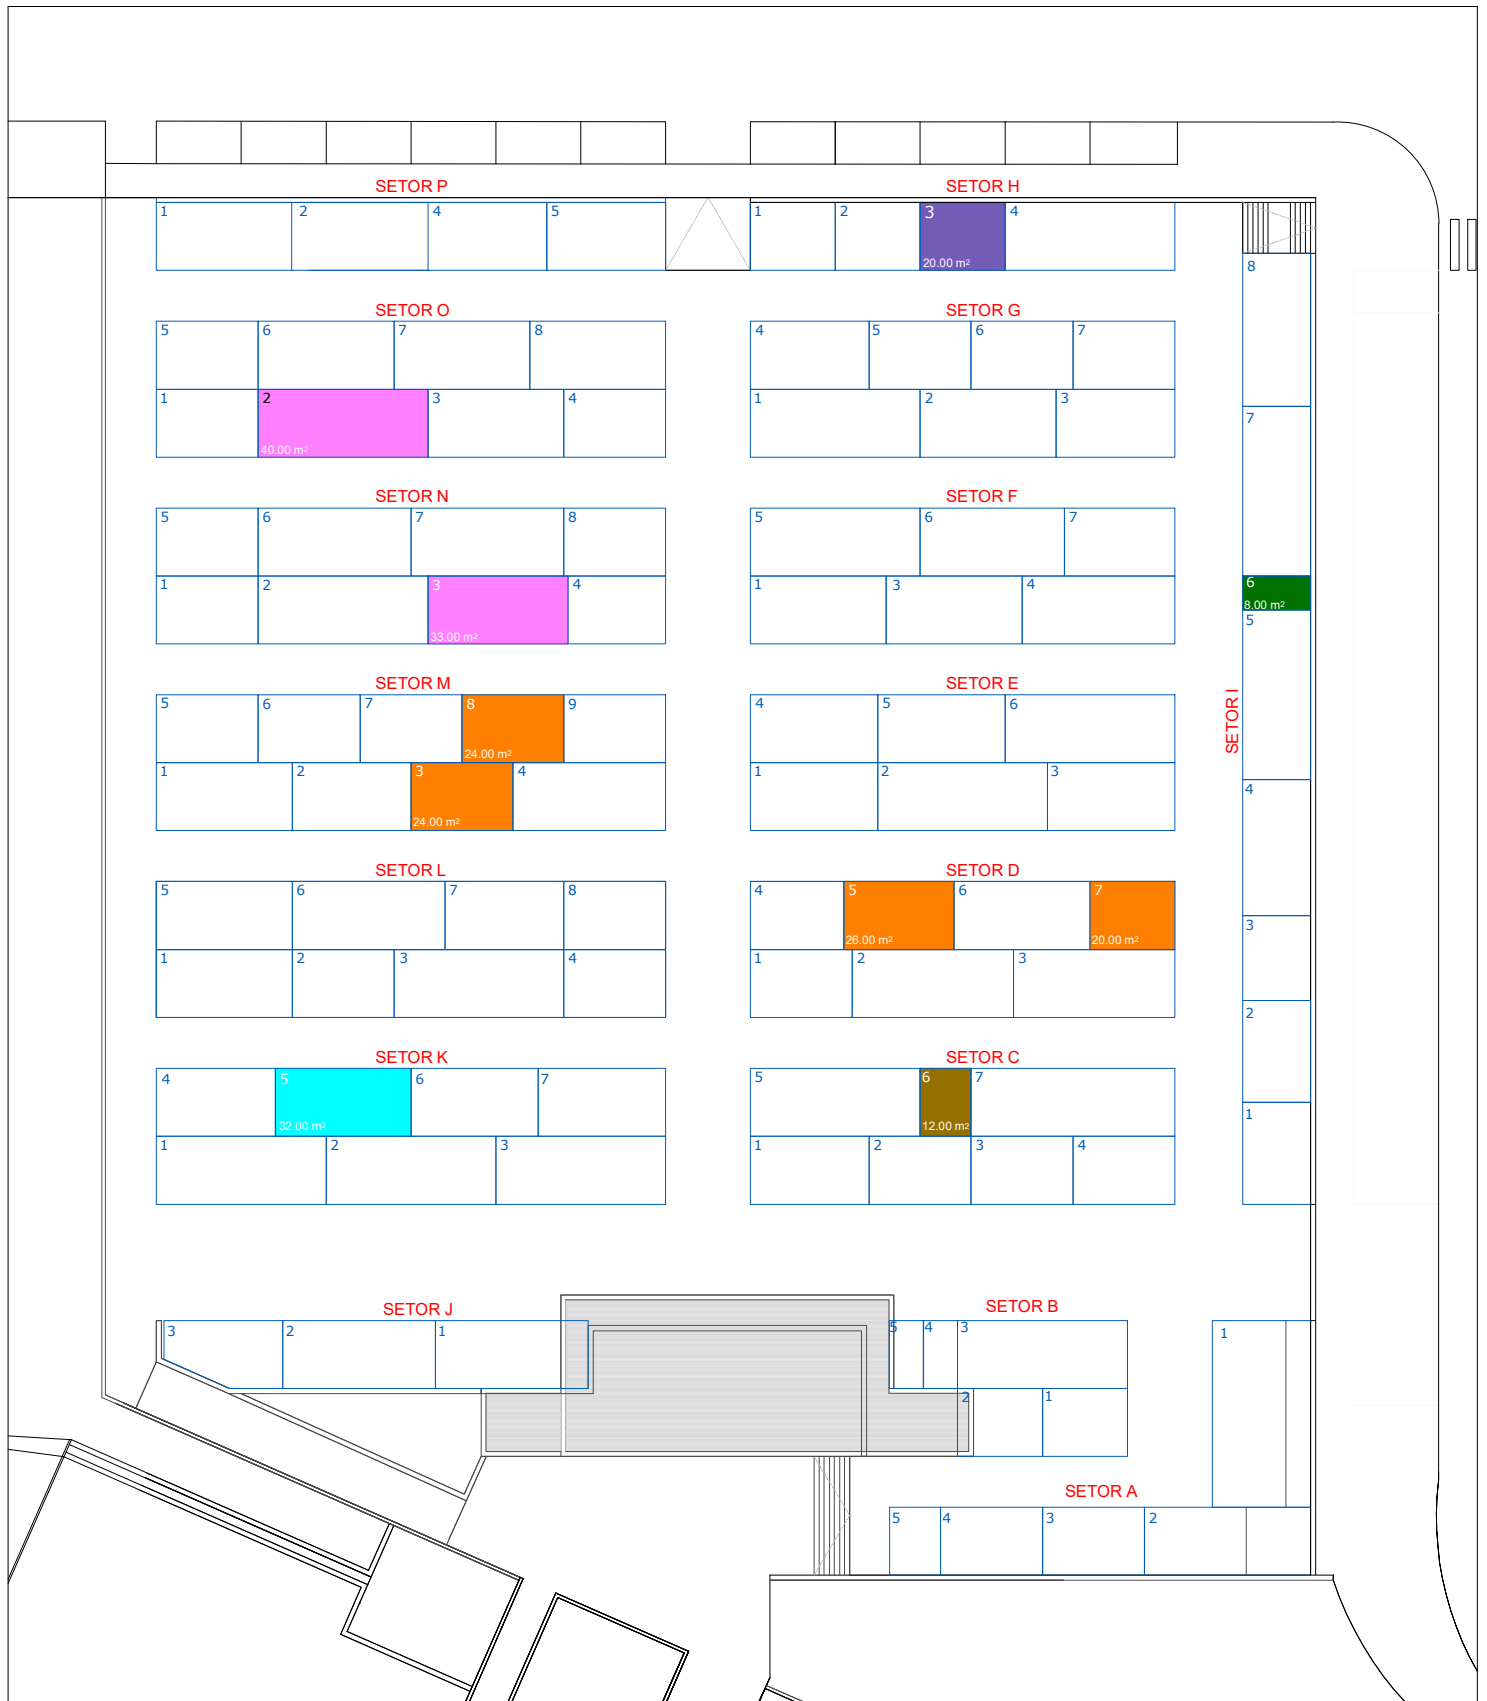 SETOR P
SETOR H
1 2 4 5
1 2 3 4
20.00 m²
8
SETOR O
SETOR G
5 6 7 8
4 5 6 7
1 2 3 4
1 2 3
40.00 m²
7
SETOR N
SETOR F
5 6 7 8
5 6 7
1 2 3 4
1 3 4
33.00 m²
6
8.00 m²
5
SETOR M
SETOR E
5 6 7 8 9
4 5 6
24.00 m²
1 2 3 4
1 2 3
24.00 m²
SETOR I
4
SETOR L
SETOR D
5 6 7 8
4 5 6 7
26.00 m²
20.00 m²
3
1 2 3 4
1 2 3
2
SETOR K
SETOR C
4 5 6 7
5 6 7
32.00 m²
12.00 m²
1
1 2 3
1 2 3 4
SETOR J
SETOR B
3 2 1
5 4 3
1
2 1
SETOR A
5 4 3 2